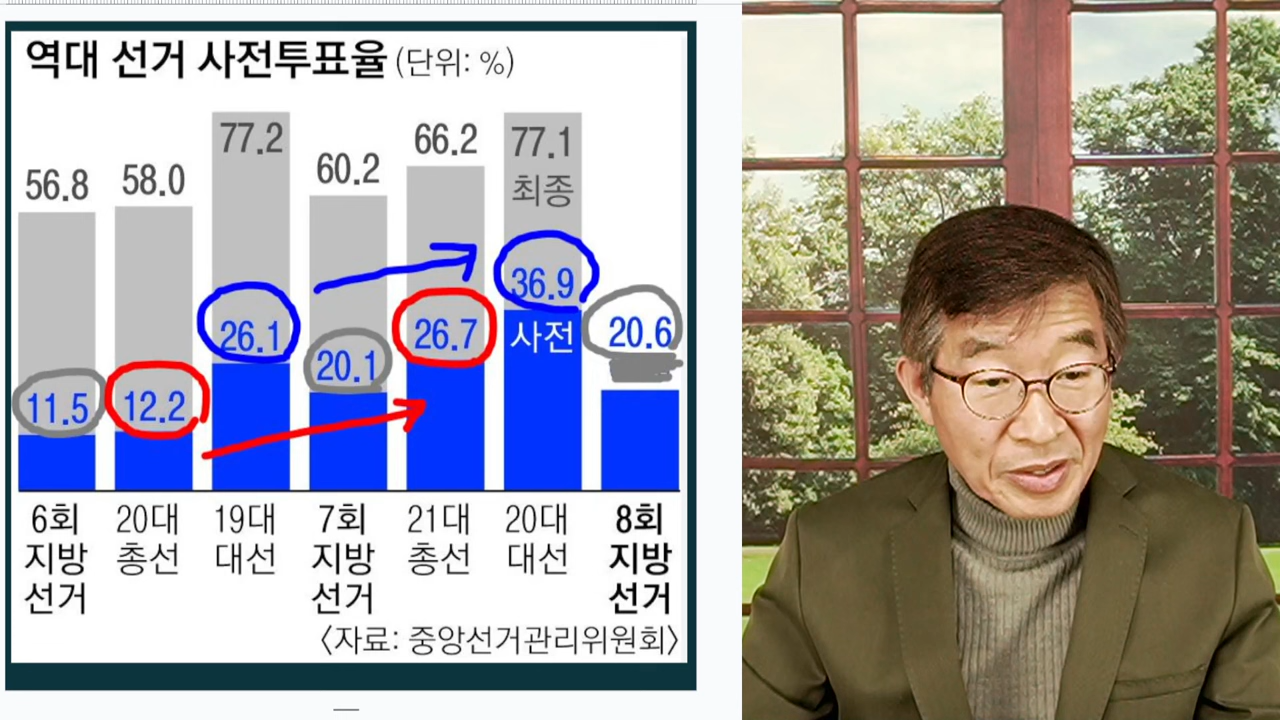 역대 선거 사전투표율 (단위: %)
56.8
58.0
77.2
60.2
66.2
77.1
최종
11.5
12.2
26.1
20.1
26.7
36.9
사전
20.6
6회
지방
선거
20대
총선
19대
대선
7회
지방
선거
21대
총선
20대
대선
8회
지방
선거
〈자료: 중앙선거관리위원회〉